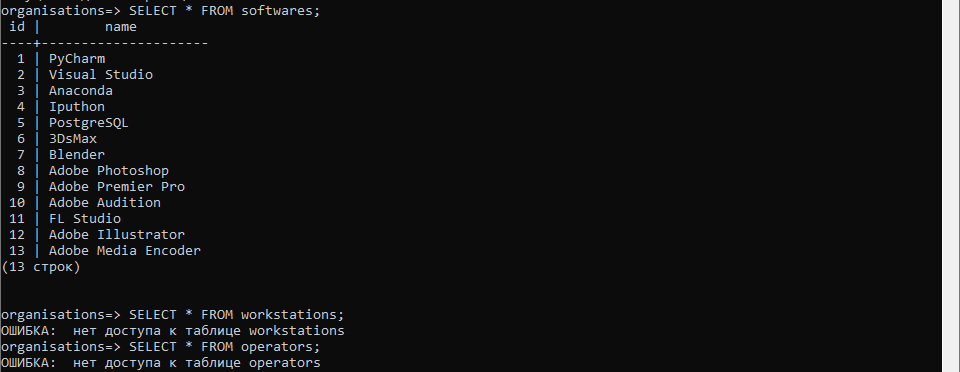 organisations=> SELECT * FROM softwares;
 id |        name
----+---------------------
  1 | PyCharm
  2 | Visual Studio
  3 | Anaconda
  4 | Iputhon
  5 | PostgreSQL
  6 | 3DsMax
  7 | Blender
  8 | Adobe Photoshop
  9 | Adobe Premier Pro
 10 | Adobe Audition
 11 | FL Studio
 12 | Adobe Illustrator
 13 | Adobe Media Encoder
(13 строк)
organisations=> SELECT * FROM workstations;
ОШИБКА:  нет доступа к таблице workstations
organisations=> SELECT * FROM operators;
ОШИБКА:  нет доступа к таблице operators